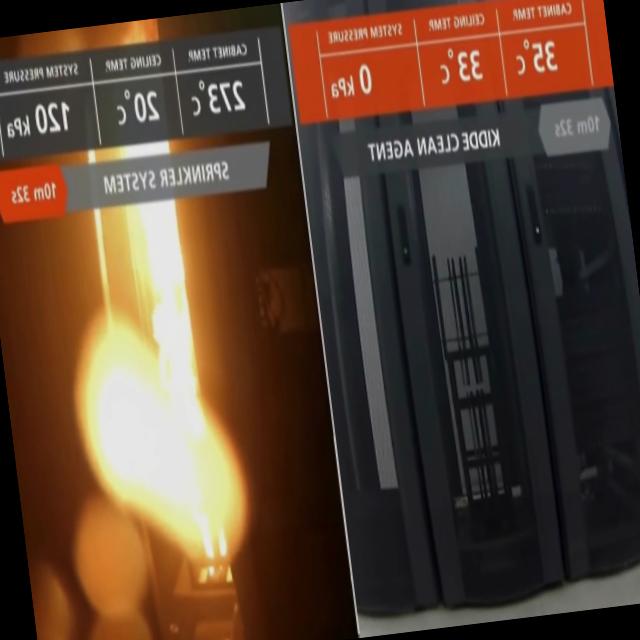 CABINET TEMP. CEILING TEMP. SYSTEM PRESSURE
35°C 33°C 0 kPa
10m 32s KIDDE CLEAN AGENT
CABINET TEMP. CEILING TEMP. SYSTEM PRESSURE
273°C 20°C 120 kPa
SPRINKLER SYSTEM 10m 32s